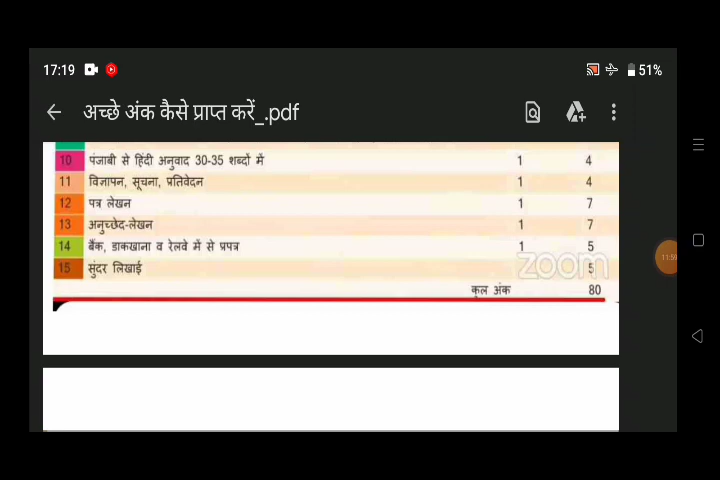 17:19 51%
अच्छे अंक कैसे प्राप्त करें_.pdf
10 पंजाबी से हिंदी अनुवाद 30-35 शब्दों में 1 4
11 विज्ञापन, सूचना, प्रतिवेदन 1 4
12 पत्र लेखन 1 7
13 अनुच्छेद-लेखन 1 7
14 बैंक, डाकखाना व रेलवे में से प्रपत्र 1 5
15 सुंदर लिखाई 5
zoom
कुल अंक 80
11:59